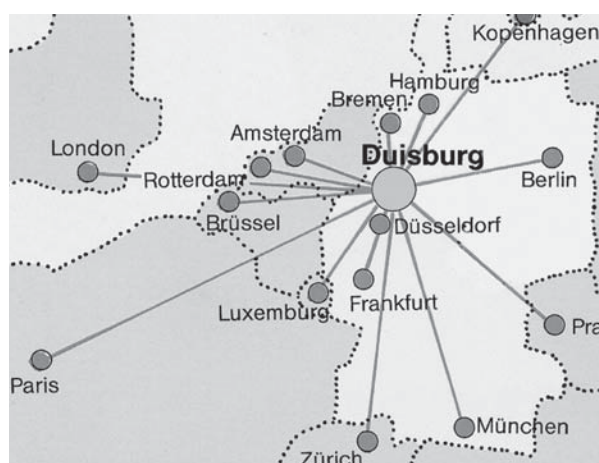 Kopenhagen
Hamburg
Bremen
Amsterdam
London
Duisburg
Rotterdam
Berlin
Brüssel
Düsseldorf
Luxemburg
Frankfurt
Pra
Paris
München
Zürich